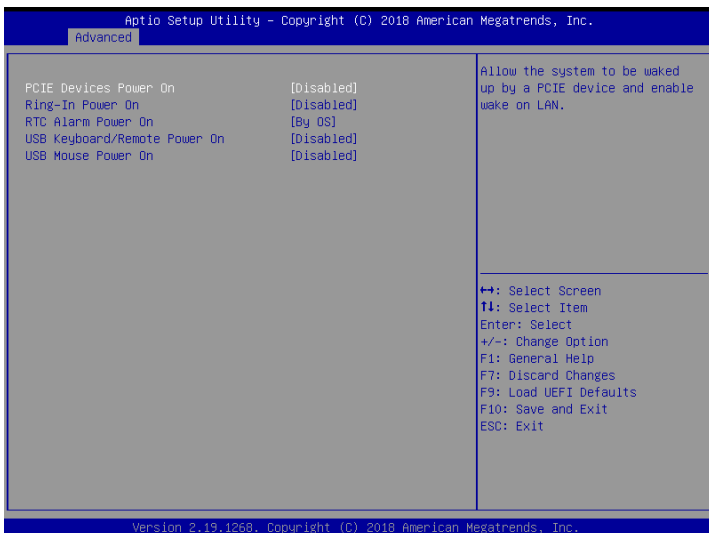 Aptio Setup Utility – Copyright (C) 2018 American Megatrends, Inc.
Advanced
PCIE Devices Power On [Disabled]
Ring-In Power On [Disabled]
RTC Alarm Power On [By OS]
USB Keyboard/Remote Power On [Disabled]
USB Mouse Power On [Disabled]
Allow the system to be waked
up by a PCIE device and enable
wake on LAN.
↔: Select Screen
↑↓: Select Item
Enter: Select
+/-: Change Option
F1: General Help
F7: Discard Changes
F9: Load UEFI Defaults
F10: Save and Exit
ESC: Exit
Version 2.19.1268. Copyright (C) 2018 American Megatrends, Inc.